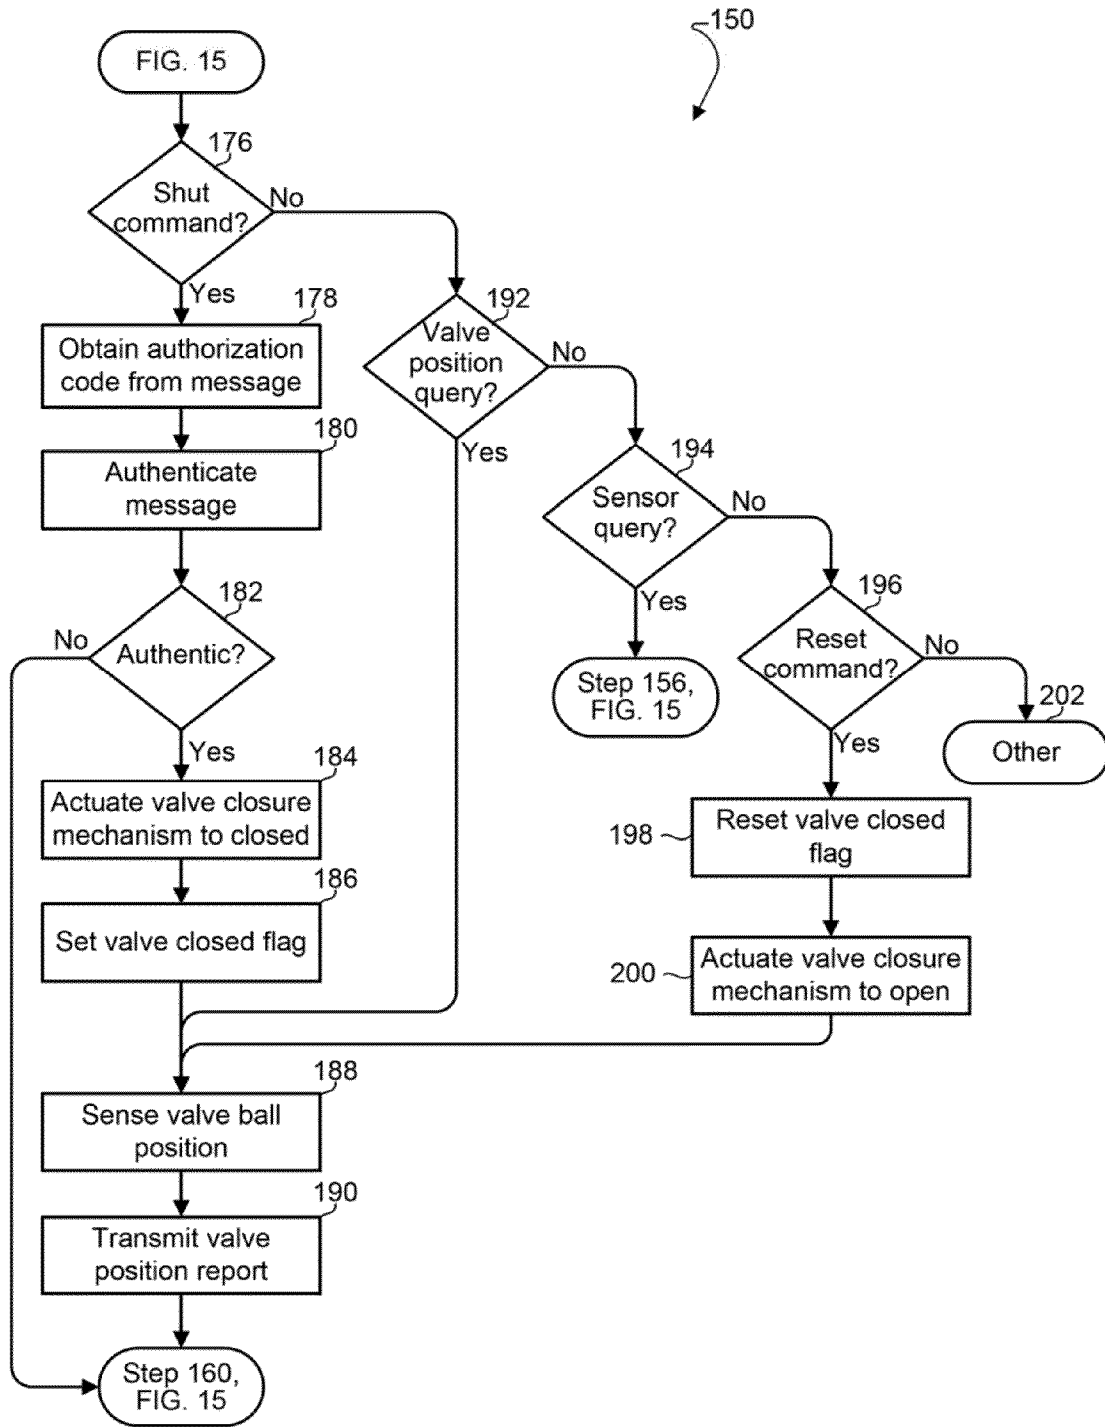 150
FIG. 15
176
Shut
command?
No
Yes
178
Obtain authorization
code from message
180
Authenticate
message
182
No
Authentic?
Yes
184
Actuate valve closure
mechanism to closed
186
Set valve closed flag
188
Sense valve ball
position
190
Transmit valve
position report
Step 160,
FIG. 15
192
Valve
position
query?
No
Yes
194
Sensor
query?
No
Yes
Step 156,
FIG. 15
196
Reset
command?
No
Yes
202
Other
198
Reset valve closed
flag
200
Actuate valve closure
mechanism to open